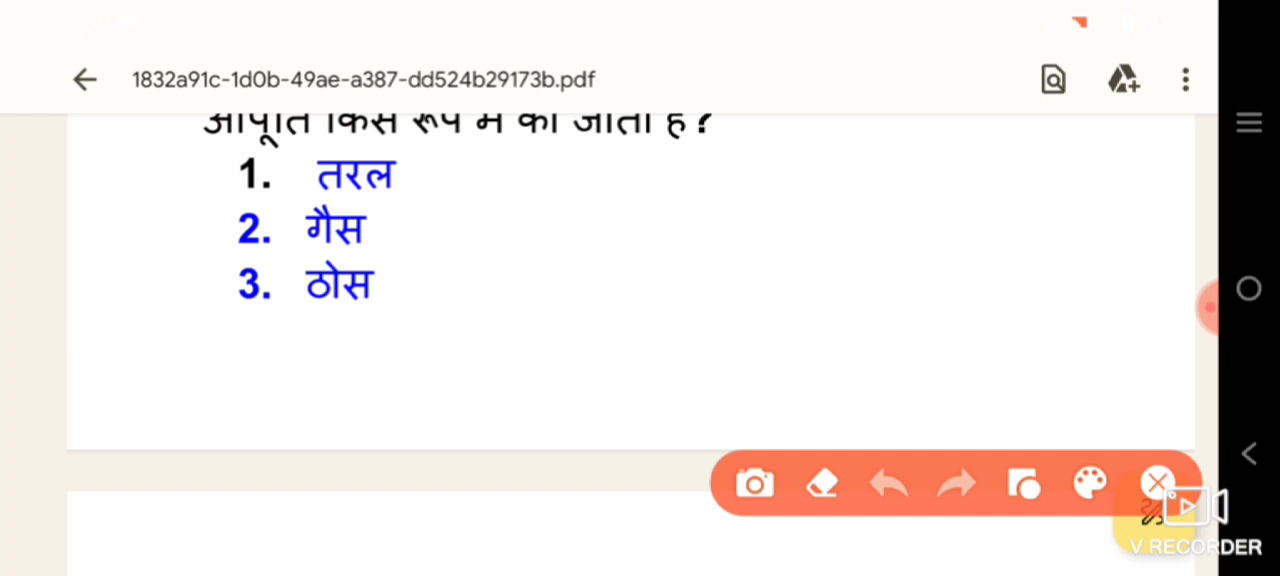 1832a91c-1d0b-49ae-a387-dd524b29173b.pdf
आपूर्ति किस रूप में की जाती है?
1. तरल
2. गैस
3. ठोस
V RECORDER